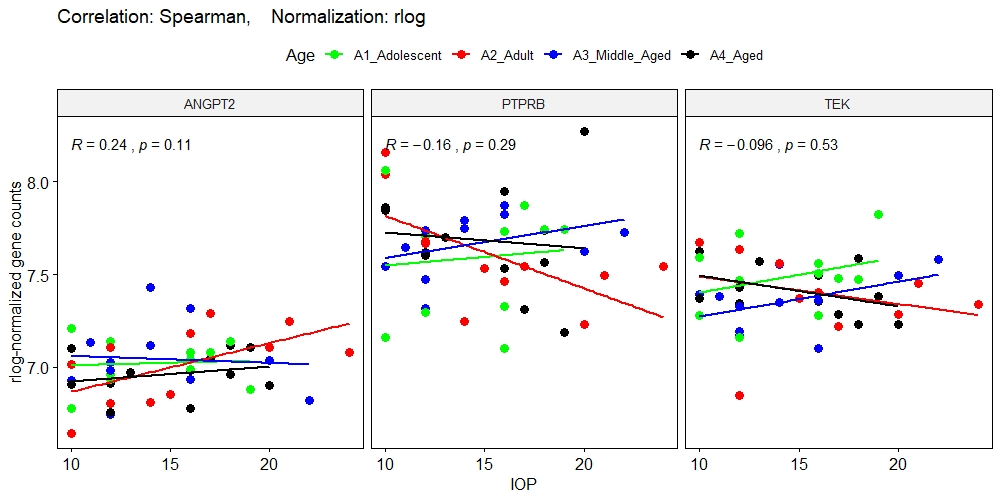 Correlation: Spearman, Normalization: rlog
Age A1_Adolescent A2_Adult A3_Middle_Aged A4_Aged
ANGPT2 PTPRB TEK
R = 0.24 , p = 0.11 R = −0.16 , p = 0.29 R = −0.096 , p = 0.53
rlog-normalized gene counts
8.0
7.5
7.0
10 15 20 10 15 20 10 15 20
IOP